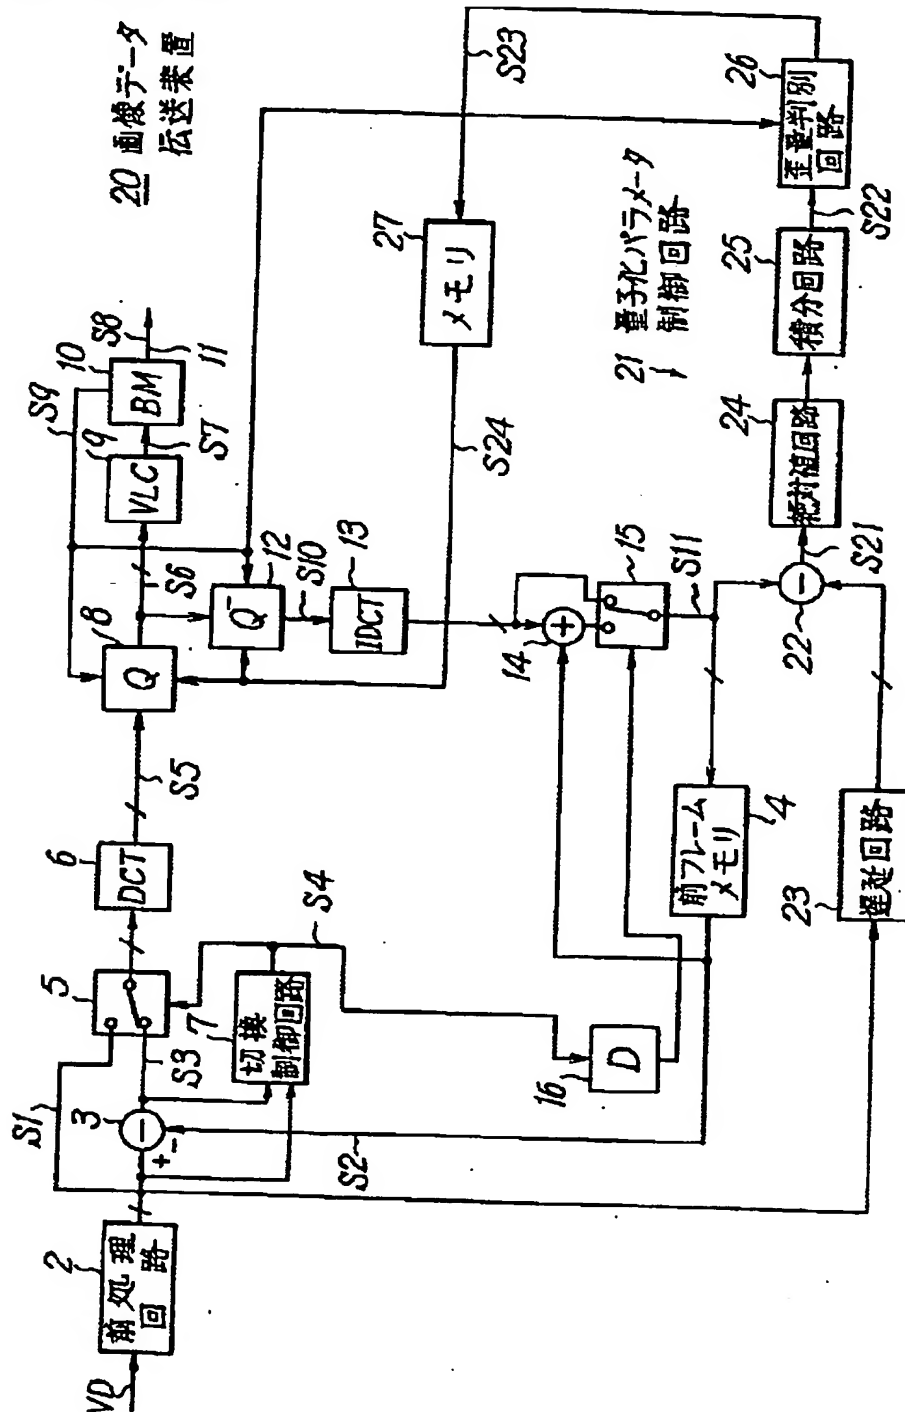 20 画像データ
伝送装置
VD
2
前処理
回路
S1
3
+
−
−
S3
5
7
切換
制御回路
S4
S2
6
DCT
S5
8
Q
S6
9
VLC
S7
10
BM
S8
11
S9
12
Q⁻
S10
13
IDCT
14
+
15
S11
16
D
4
前フレーム
メモリ
27
メモリ
S23
S24
21 量子化パラメータ
制御回路
22
−
S21
23
遅延回路
24
絶対値回路
25
積分回路
S22
26
歪量判別
回路